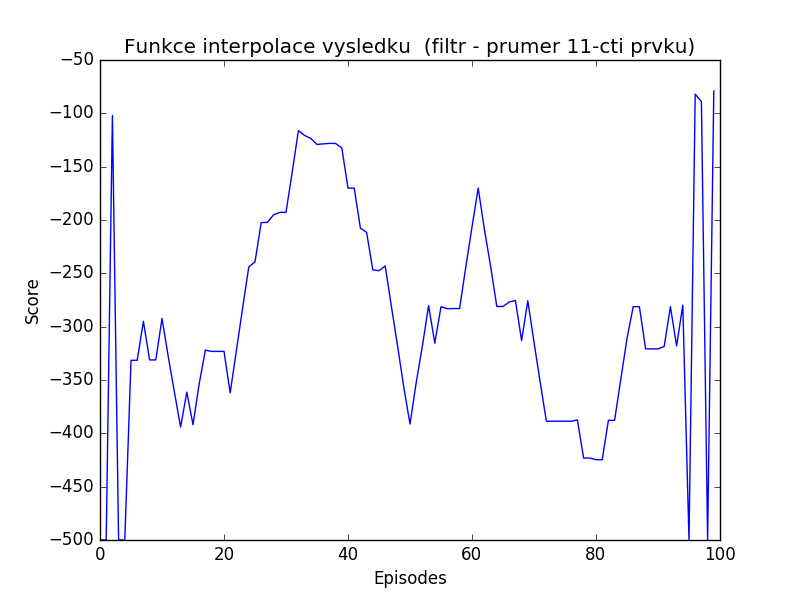 Funkce interpolace vysledku  (filtr - prumer 11-cti prvku)
−50
−100
−150
−200
−250
−300
−350
−400
−450
−500
Score
0 20 40 60 80 100
Episodes